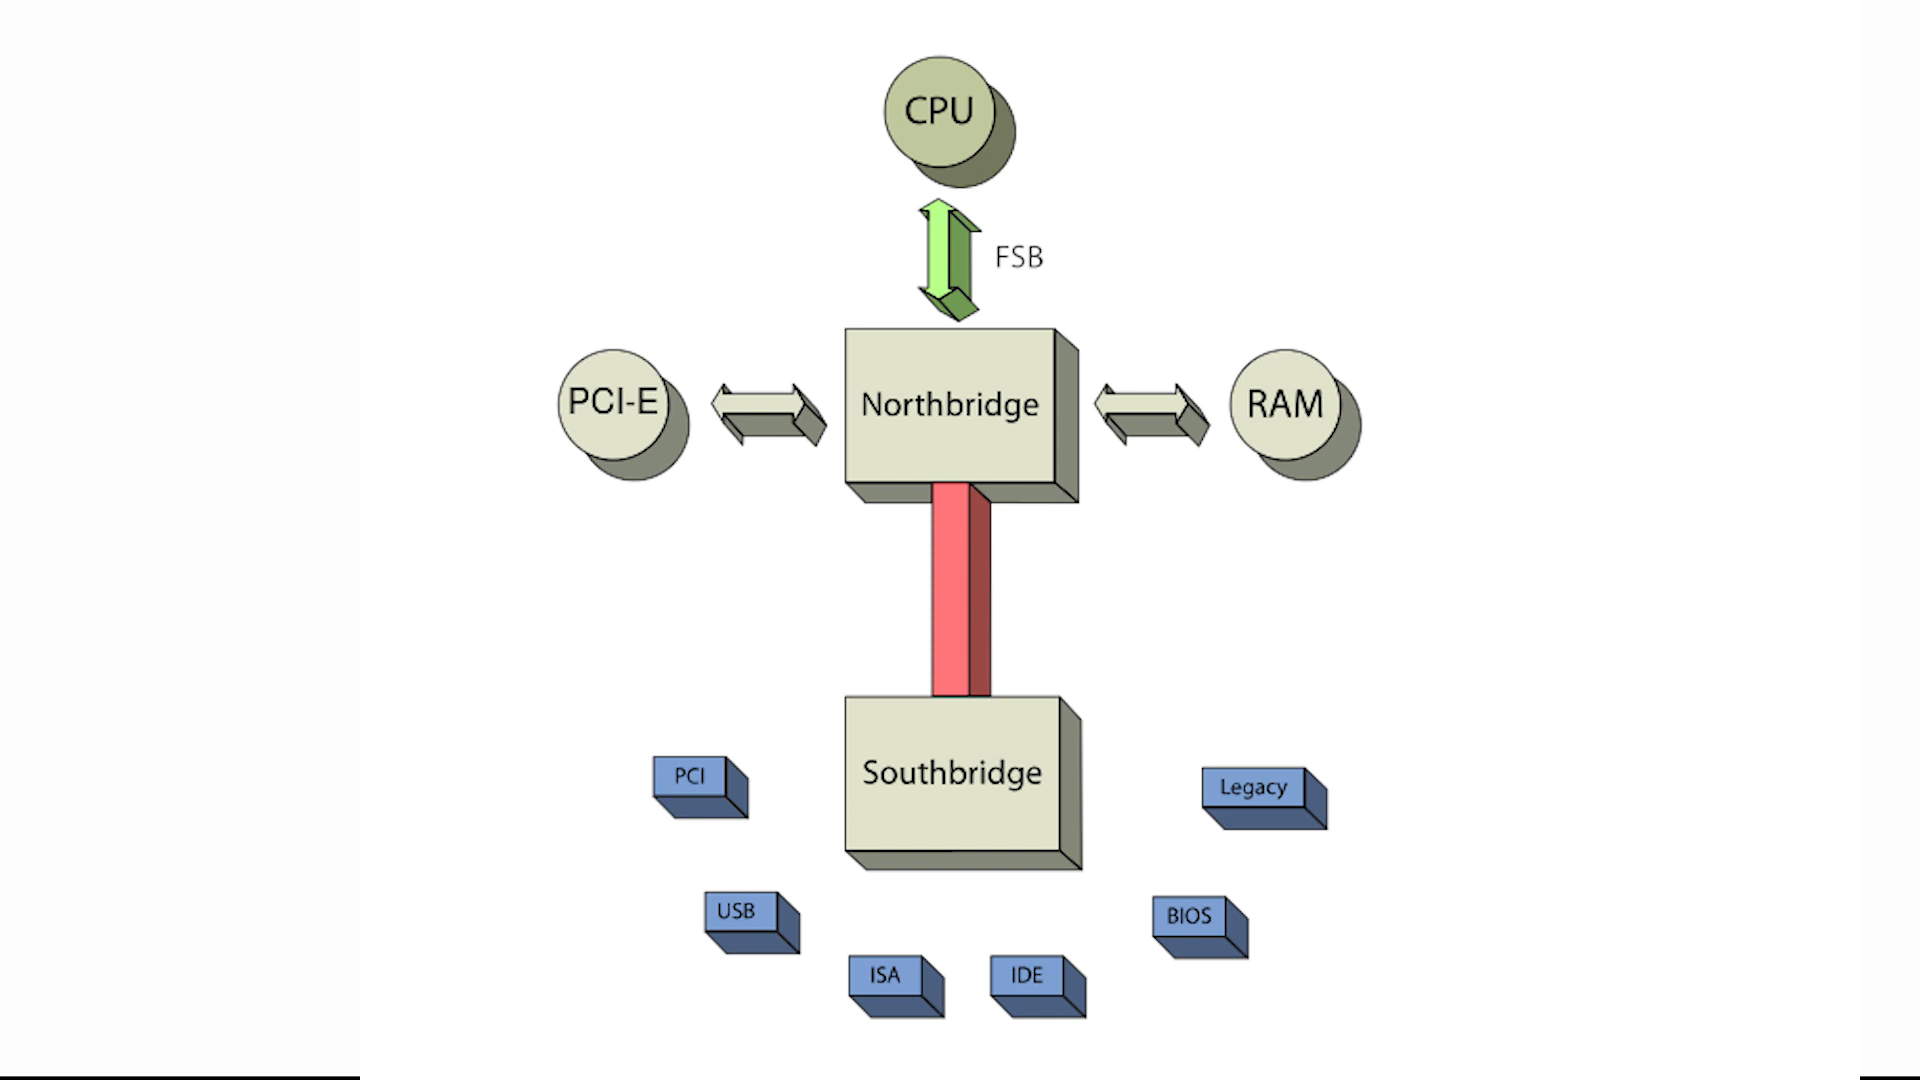 CPU
FSB
PCI-E
Northbridge
RAM
Southbridge
PCI
Legacy
USB
BIOS
ISA
IDE